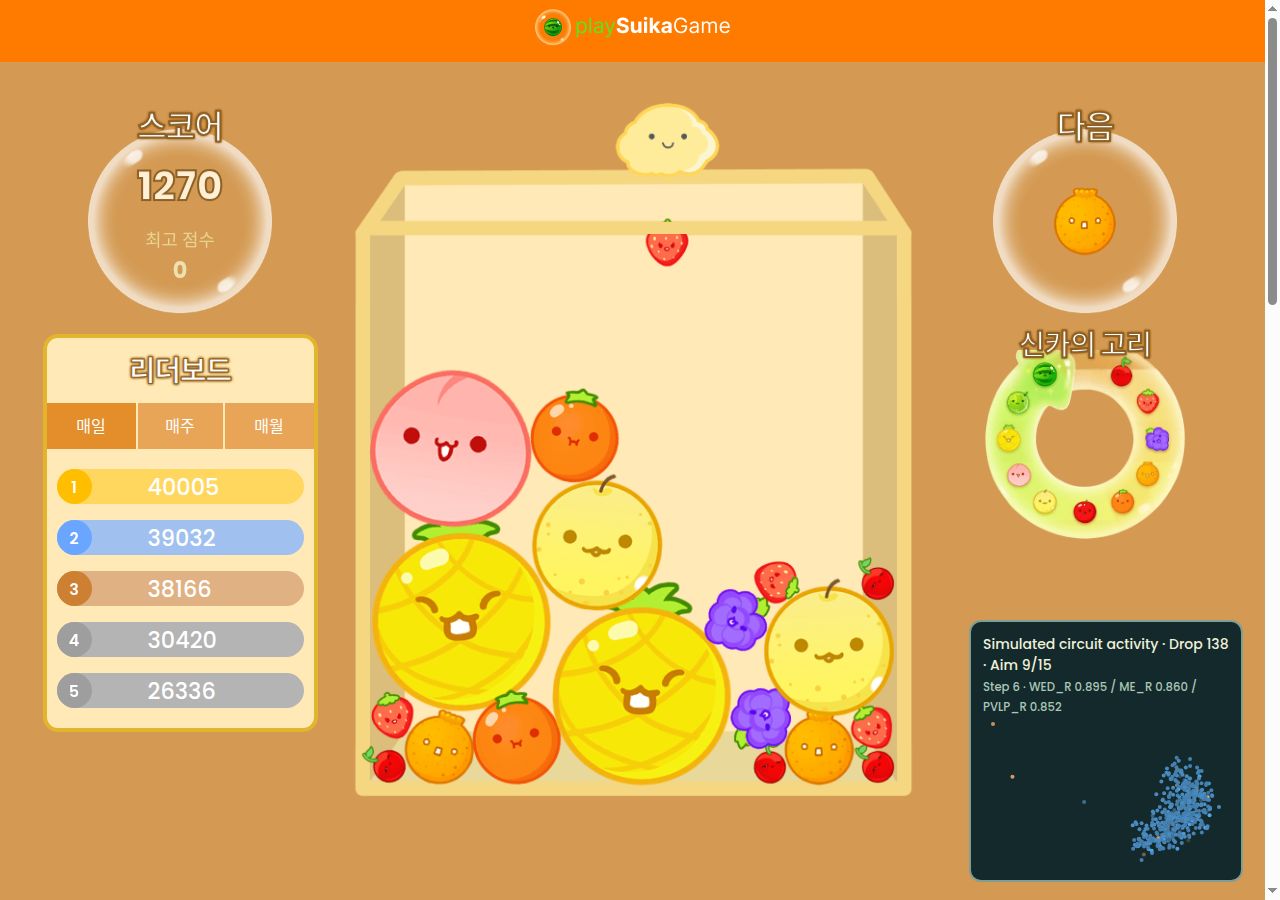 playSuikaGame
스코어
1270
최고 점수
0
다음
리더보드
매일 매주 매월
1 40005
2 39032
3 38166
4 30420
5 26336
신카의 고리
Simulated circuit activity · Drop 138
· Aim 9/15
Step 6 · WED_R 0.895 / ME_R 0.860 /
PVLP_R 0.852